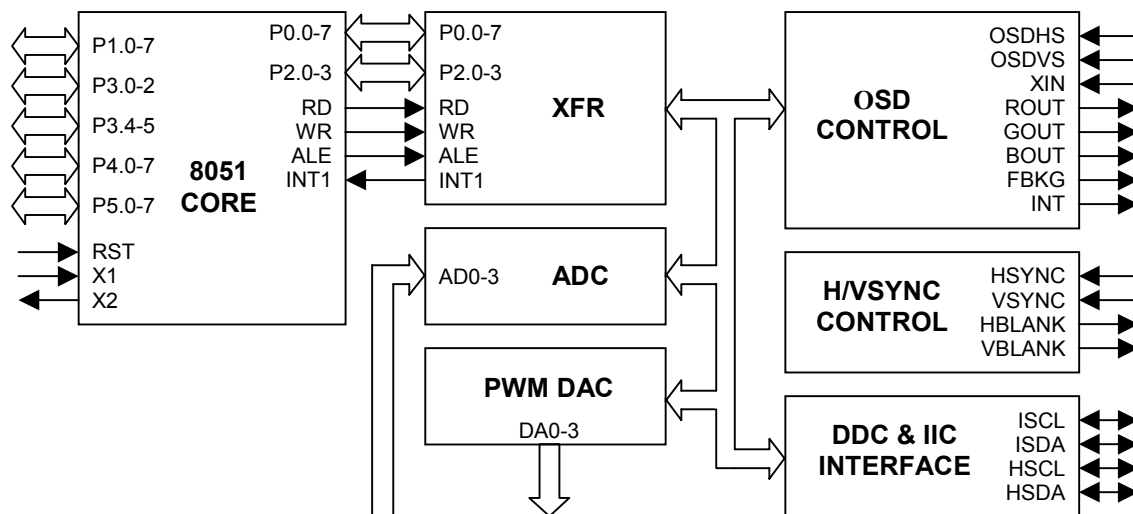 P1.0-7
P3.0-2
P3.4-5
P4.0-7
P5.0-7
RST
X1
X2
8051
CORE
P0.0-7
P2.0-3
RD
WR
ALE
INT1
P0.0-7
P2.0-3
RD
WR
ALE
INT1
XFR
AD0-3
ADC
PWM DAC
DA0-3
OSD
CONTROL
OSDHS
OSDVS
XIN
ROUT
GOUT
BOUT
FBKG
INT
H/VSYNC
CONTROL
HSYNC
VSYNC
HBLANK
VBLANK
DDC & IIC
INTERFACE
ISCL
ISDA
HSCL
HSDA